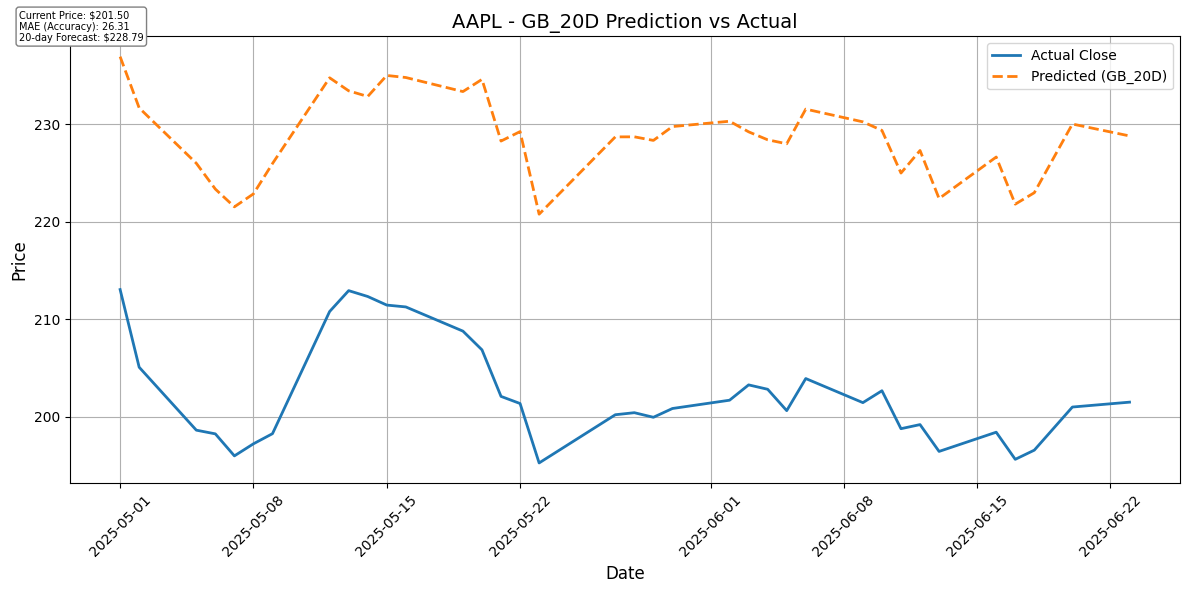 AAPL - GB_20D Prediction vs Actual
Current Price: $201.50
MAE (Accuracy): 26.31
20-day Forecast: $228.79
Actual Close
Predicted (GB_20D)
Price
230
220
210
200
2025-05-01
2025-05-08
2025-05-15
2025-05-22
2025-06-01
2025-06-08
2025-06-15
2025-06-22
Date